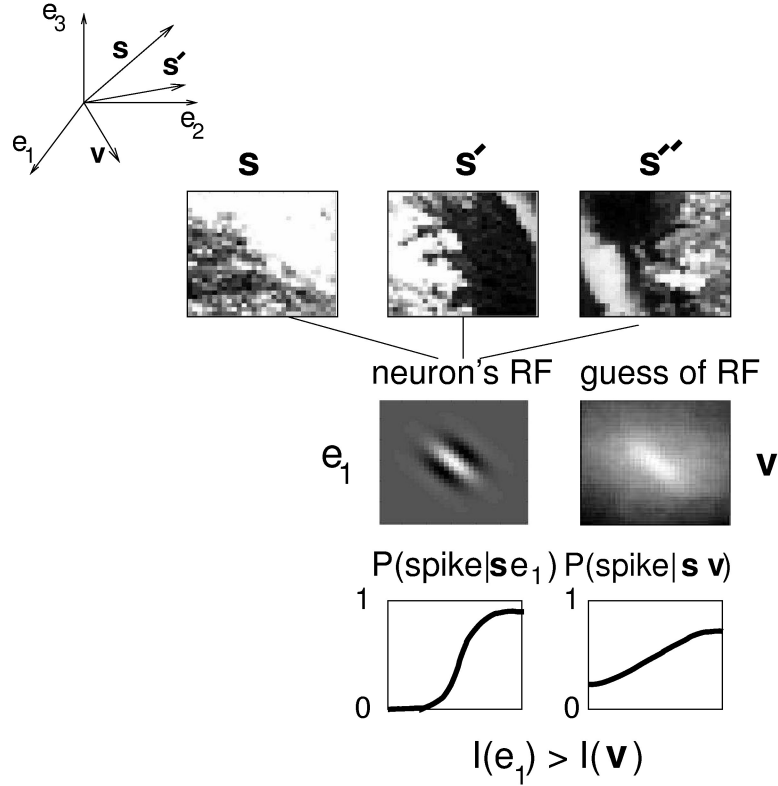 e3
s
s′
e2
e1
v
s s′ s′′
neuron's RF guess of RF
e1 v
P(spike|s e1) P(spike|s v)
1 1
0 0
I(e1) > I(v)